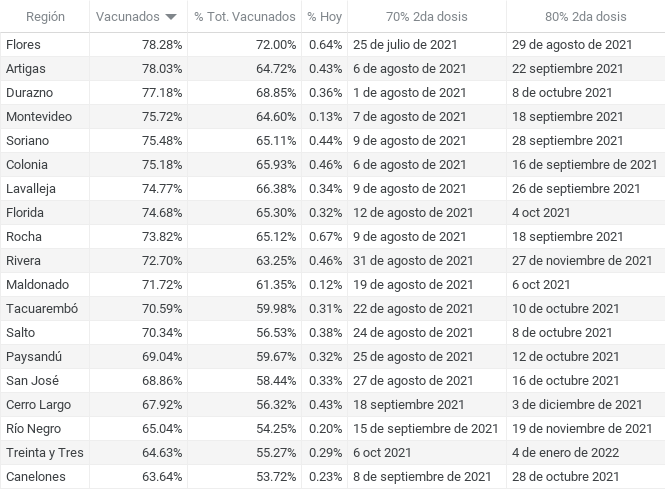 Región Vacunados % Tot. Vacunados % Hoy 70% 2da dosis 80% 2da dosis
Flores 78.28% 72.00% 0.64% 25 de julio de 2021 29 de agosto de 2021
Artigas 78.03% 64.72% 0.43% 6 de agosto de 2021 22 septiembre 2021
Durazno 77.18% 68.85% 0.36% 1 de agosto de 2021 8 de octubre 2021
Montevideo 75.72% 64.60% 0.13% 7 de agosto de 2021 18 septiembre 2021
Soriano 75.48% 65.11% 0.44% 9 de agosto de 2021 28 septiembre 2021
Colonia 75.18% 65.93% 0.46% 6 de agosto de 2021 16 de septiembre de 2021
Lavalleja 74.77% 66.38% 0.34% 9 de agosto de 2021 26 de septiembre 2021
Florida 74.68% 65.30% 0.32% 12 de agosto de 2021 4 oct 2021
Rocha 73.82% 65.12% 0.67% 9 de agosto de 2021 18 septiembre 2021
Rivera 72.70% 63.25% 0.46% 31 de agosto de 2021 27 de noviembre de 2021
Maldonado 71.72% 61.35% 0.12% 19 de agosto de 2021 6 oct 2021
Tacuarembó 70.59% 59.98% 0.31% 22 de agosto de 2021 10 de octubre 2021
Salto 70.34% 56.53% 0.38% 24 de agosto de 2021 8 de octubre 2021
Paysandú 69.04% 59.67% 0.32% 25 de agosto de 2021 12 de octubre 2021
San José 68.86% 58.44% 0.33% 27 de agosto de 2021 16 de octubre 2021
Cerro Largo 67.92% 56.32% 0.43% 18 septiembre 2021 3 de diciembre de 2021
Río Negro 65.04% 54.25% 0.20% 15 de septiembre de 2021 19 de noviembre de 2021
Treinta y Tres 64.63% 55.27% 0.29% 6 oct 2021 4 de enero de 2022
Canelones 63.64% 53.72% 0.23% 8 de septiembre de 2021 28 de octubre 2021